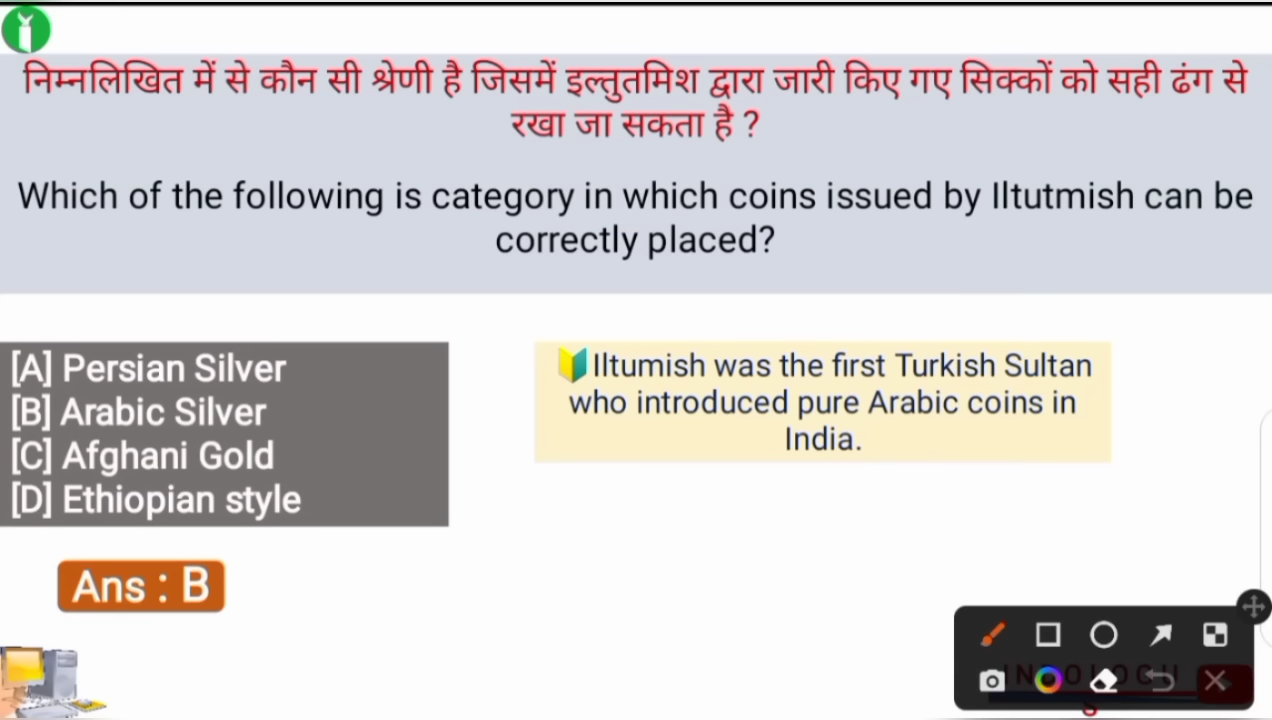 निम्नलिखित में से कौन सी श्रेणी है जिसमें इल्तुतमिश द्वारा जारी किए गए सिक्कों को सही ढंग से
रखा जा सकता है ?
Which of the following is category in which coins issued by Iltutmish can be
correctly placed?
[A] Persian Silver
[B] Arabic Silver
[C] Afghani Gold
[D] Ethiopian style
Iltumish was the first Turkish Sultan
who introduced pure Arabic coins in
India.
Ans : B